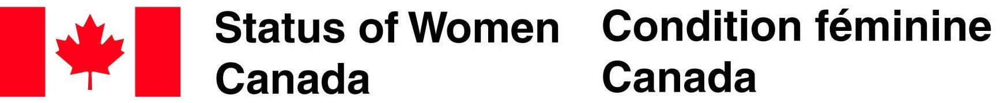 Status of Women
Canada
Condition féminine
Canada